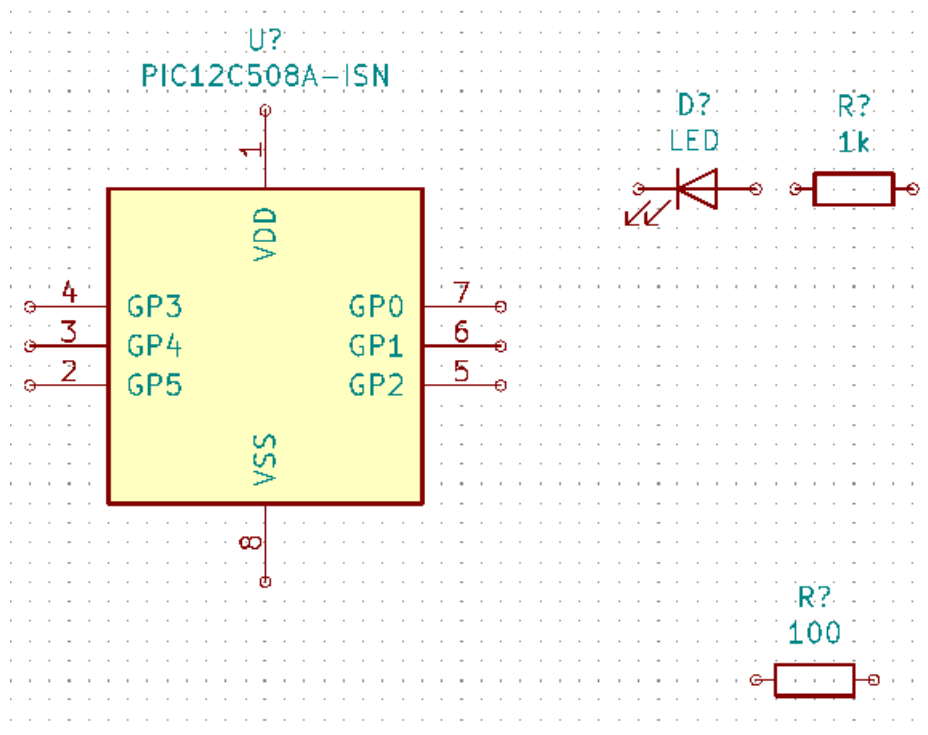 U?
PIC12C508A-ISN
D?
LED
R?
1k
1
VDD
4
GP3
GP0
7
3
GP4
GP1
6
2
GP5
GP2
5
VSS
8
R?
100